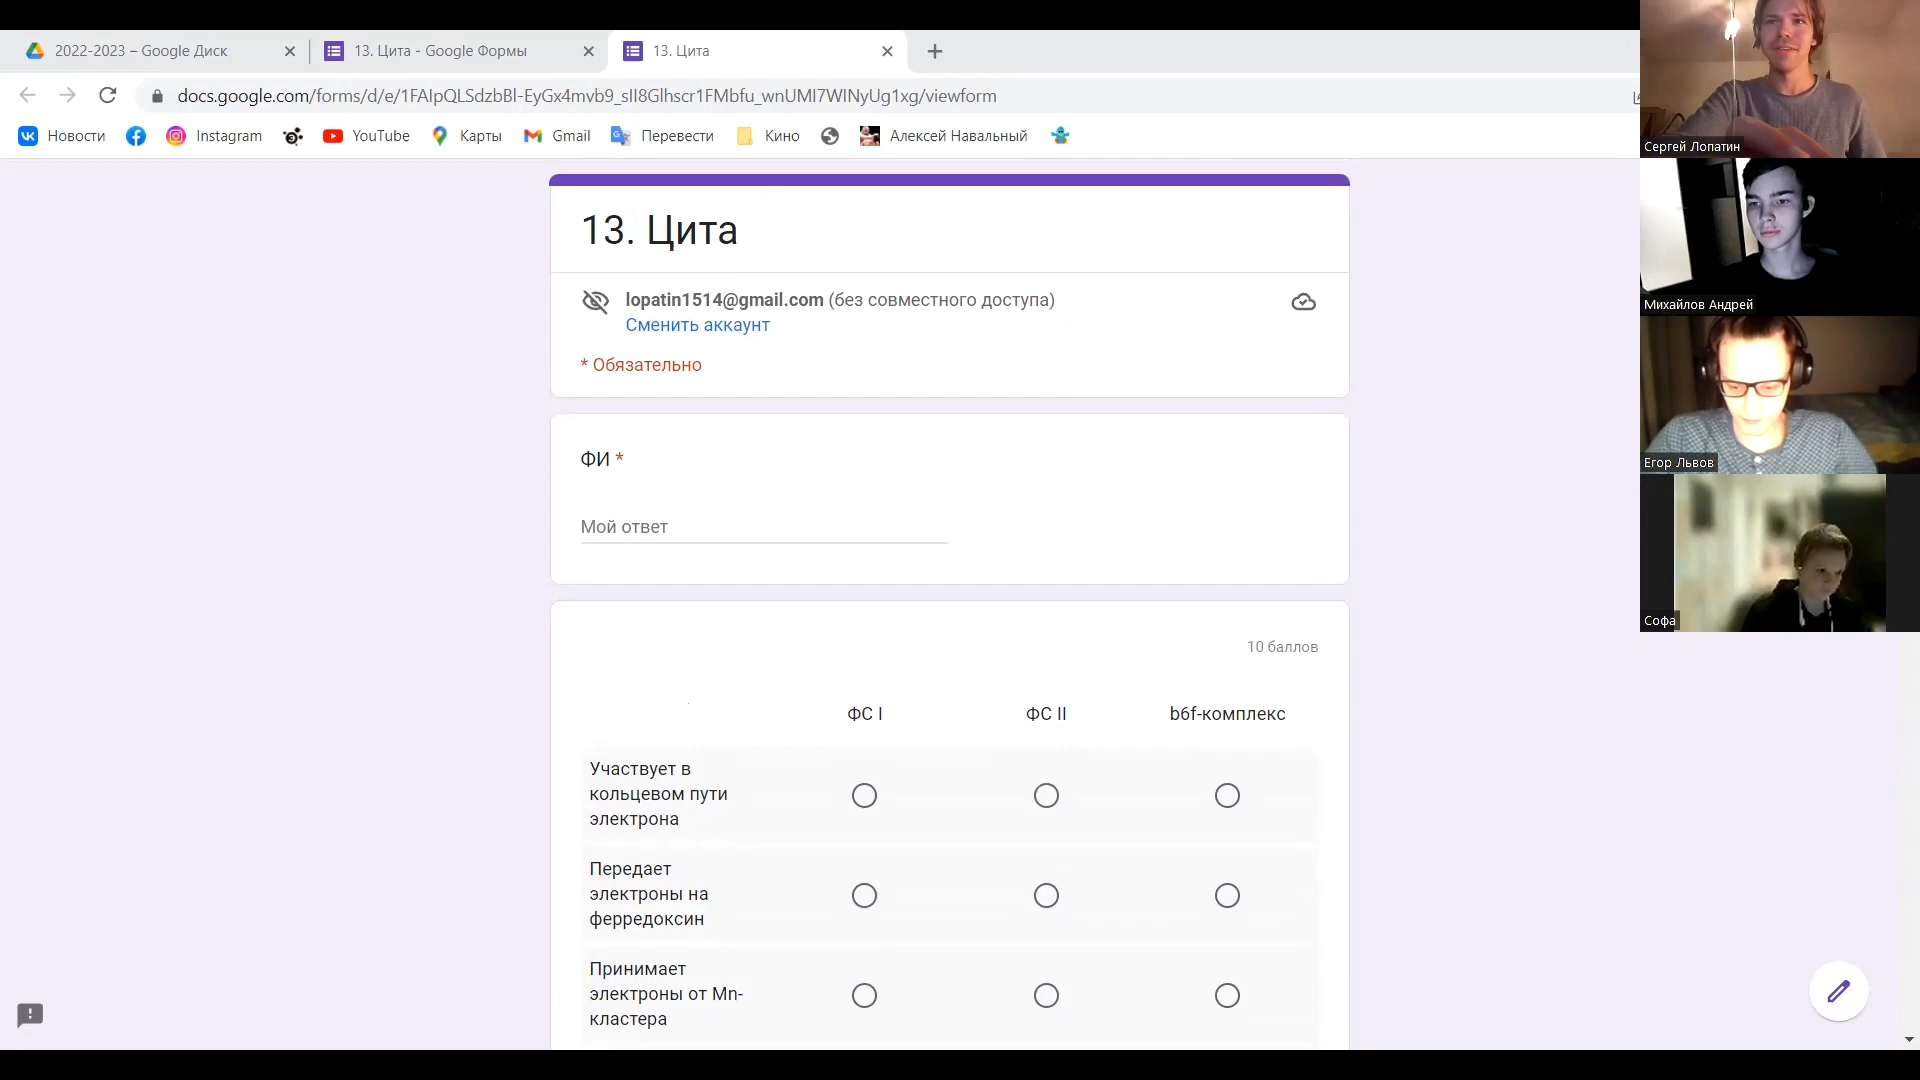 2022-2023 – Google Диск
13. Цита - Google Формы
13. Цита
docs.google.com/forms/d/e/1FAIpQLSdzbBl-EyGx4mvb9_sII8Glhscr1FMbfu_wnUMI7WINyUg1xg/viewform
Новости
Instagram
YouTube
Карты
Gmail
Перевести
Кино
Алексей Навальный
Сергей Лопатин
Михайлов Андрей
Егор Львов
Софа
13. Цита
lopatin1514@gmail.com (без совместного доступа)
Сменить аккаунт
* Обязательно
ФИ *
Мой ответ
10 баллов
ФС I ФС II b6f-комплекс
Участвует в
кольцевом пути
электрона
Передает
электроны на
ферредоксин
Принимает
электроны от Mn-
кластера